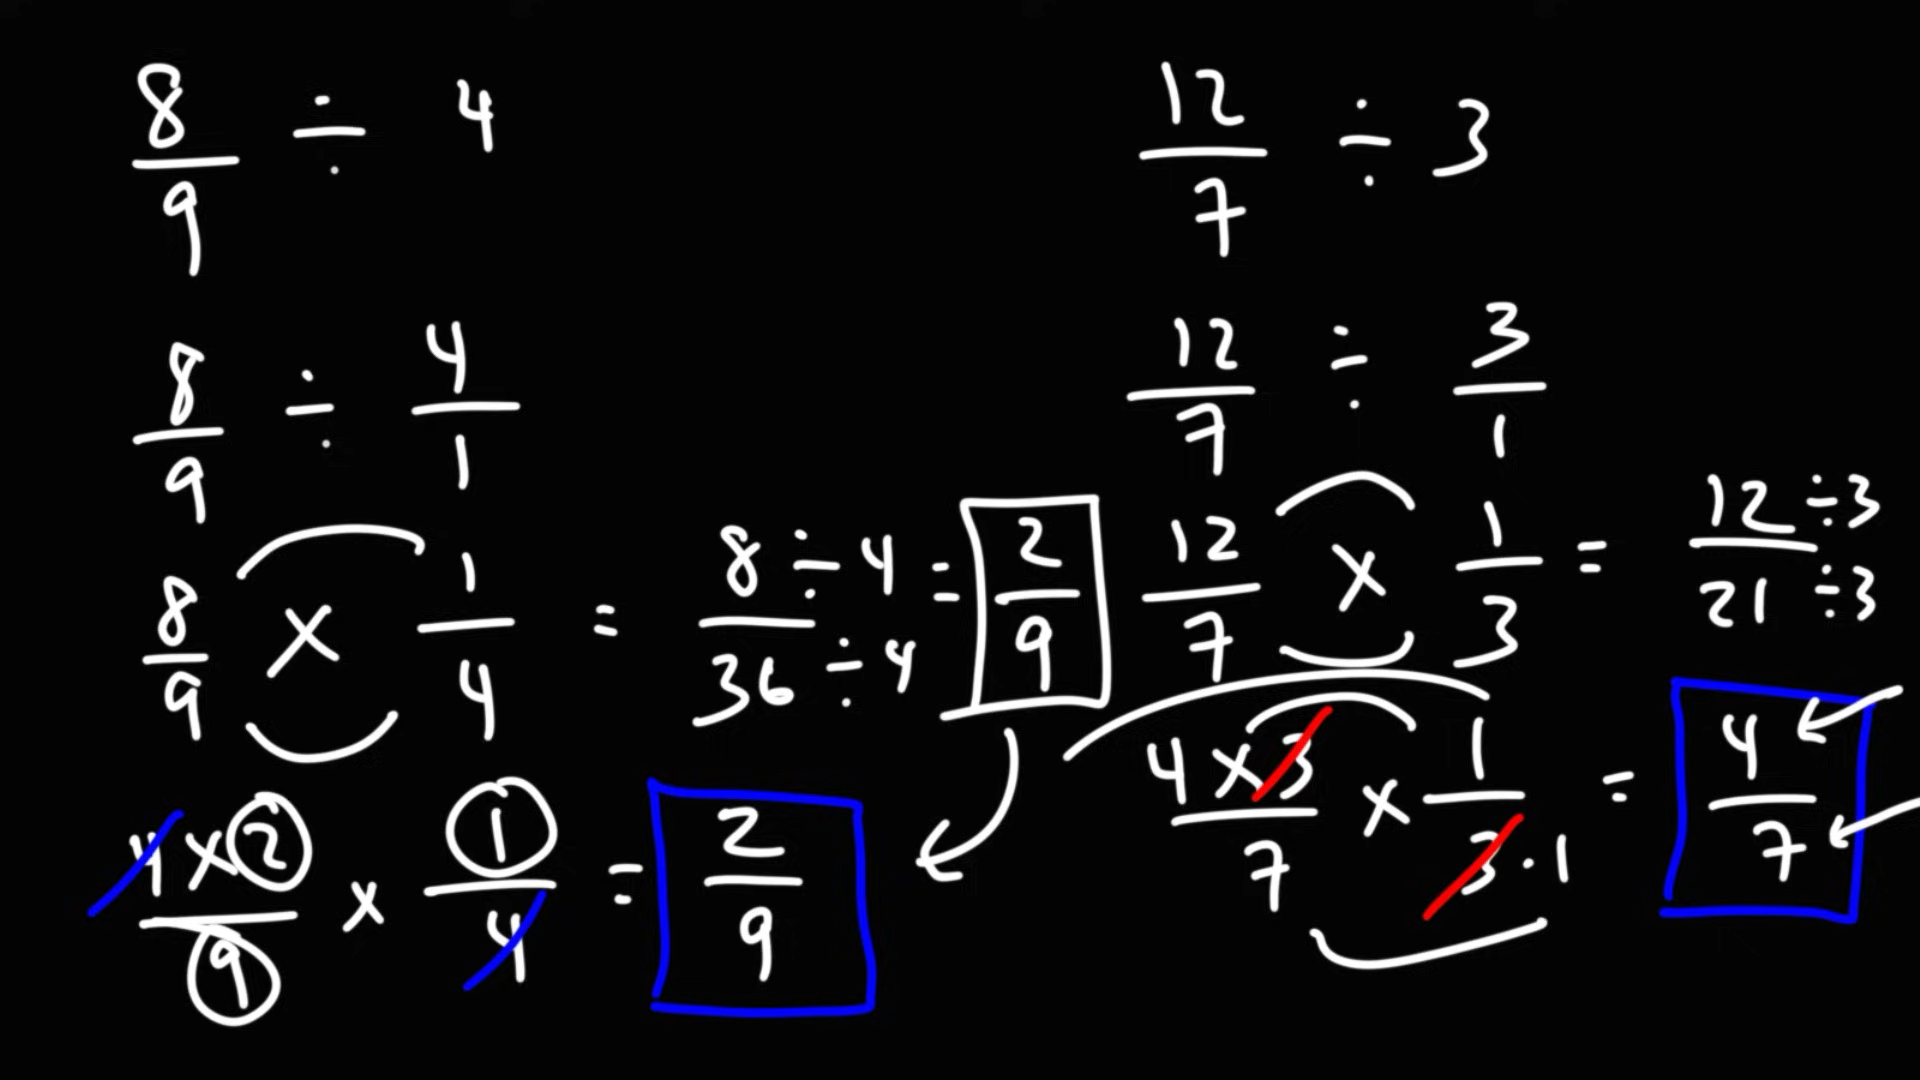 8/9 ÷ 4
8/9 ÷ 4/1
8/9 × 1/4 = 8÷4/36÷4 = 2/9
4×2/9 × 1/4 = 2/9
12/7 ÷ 3
12/7 ÷ 3/1
12/7 × 1/3 = 12÷3/21÷3
4×3/7 × 1/3·1 = 4/7